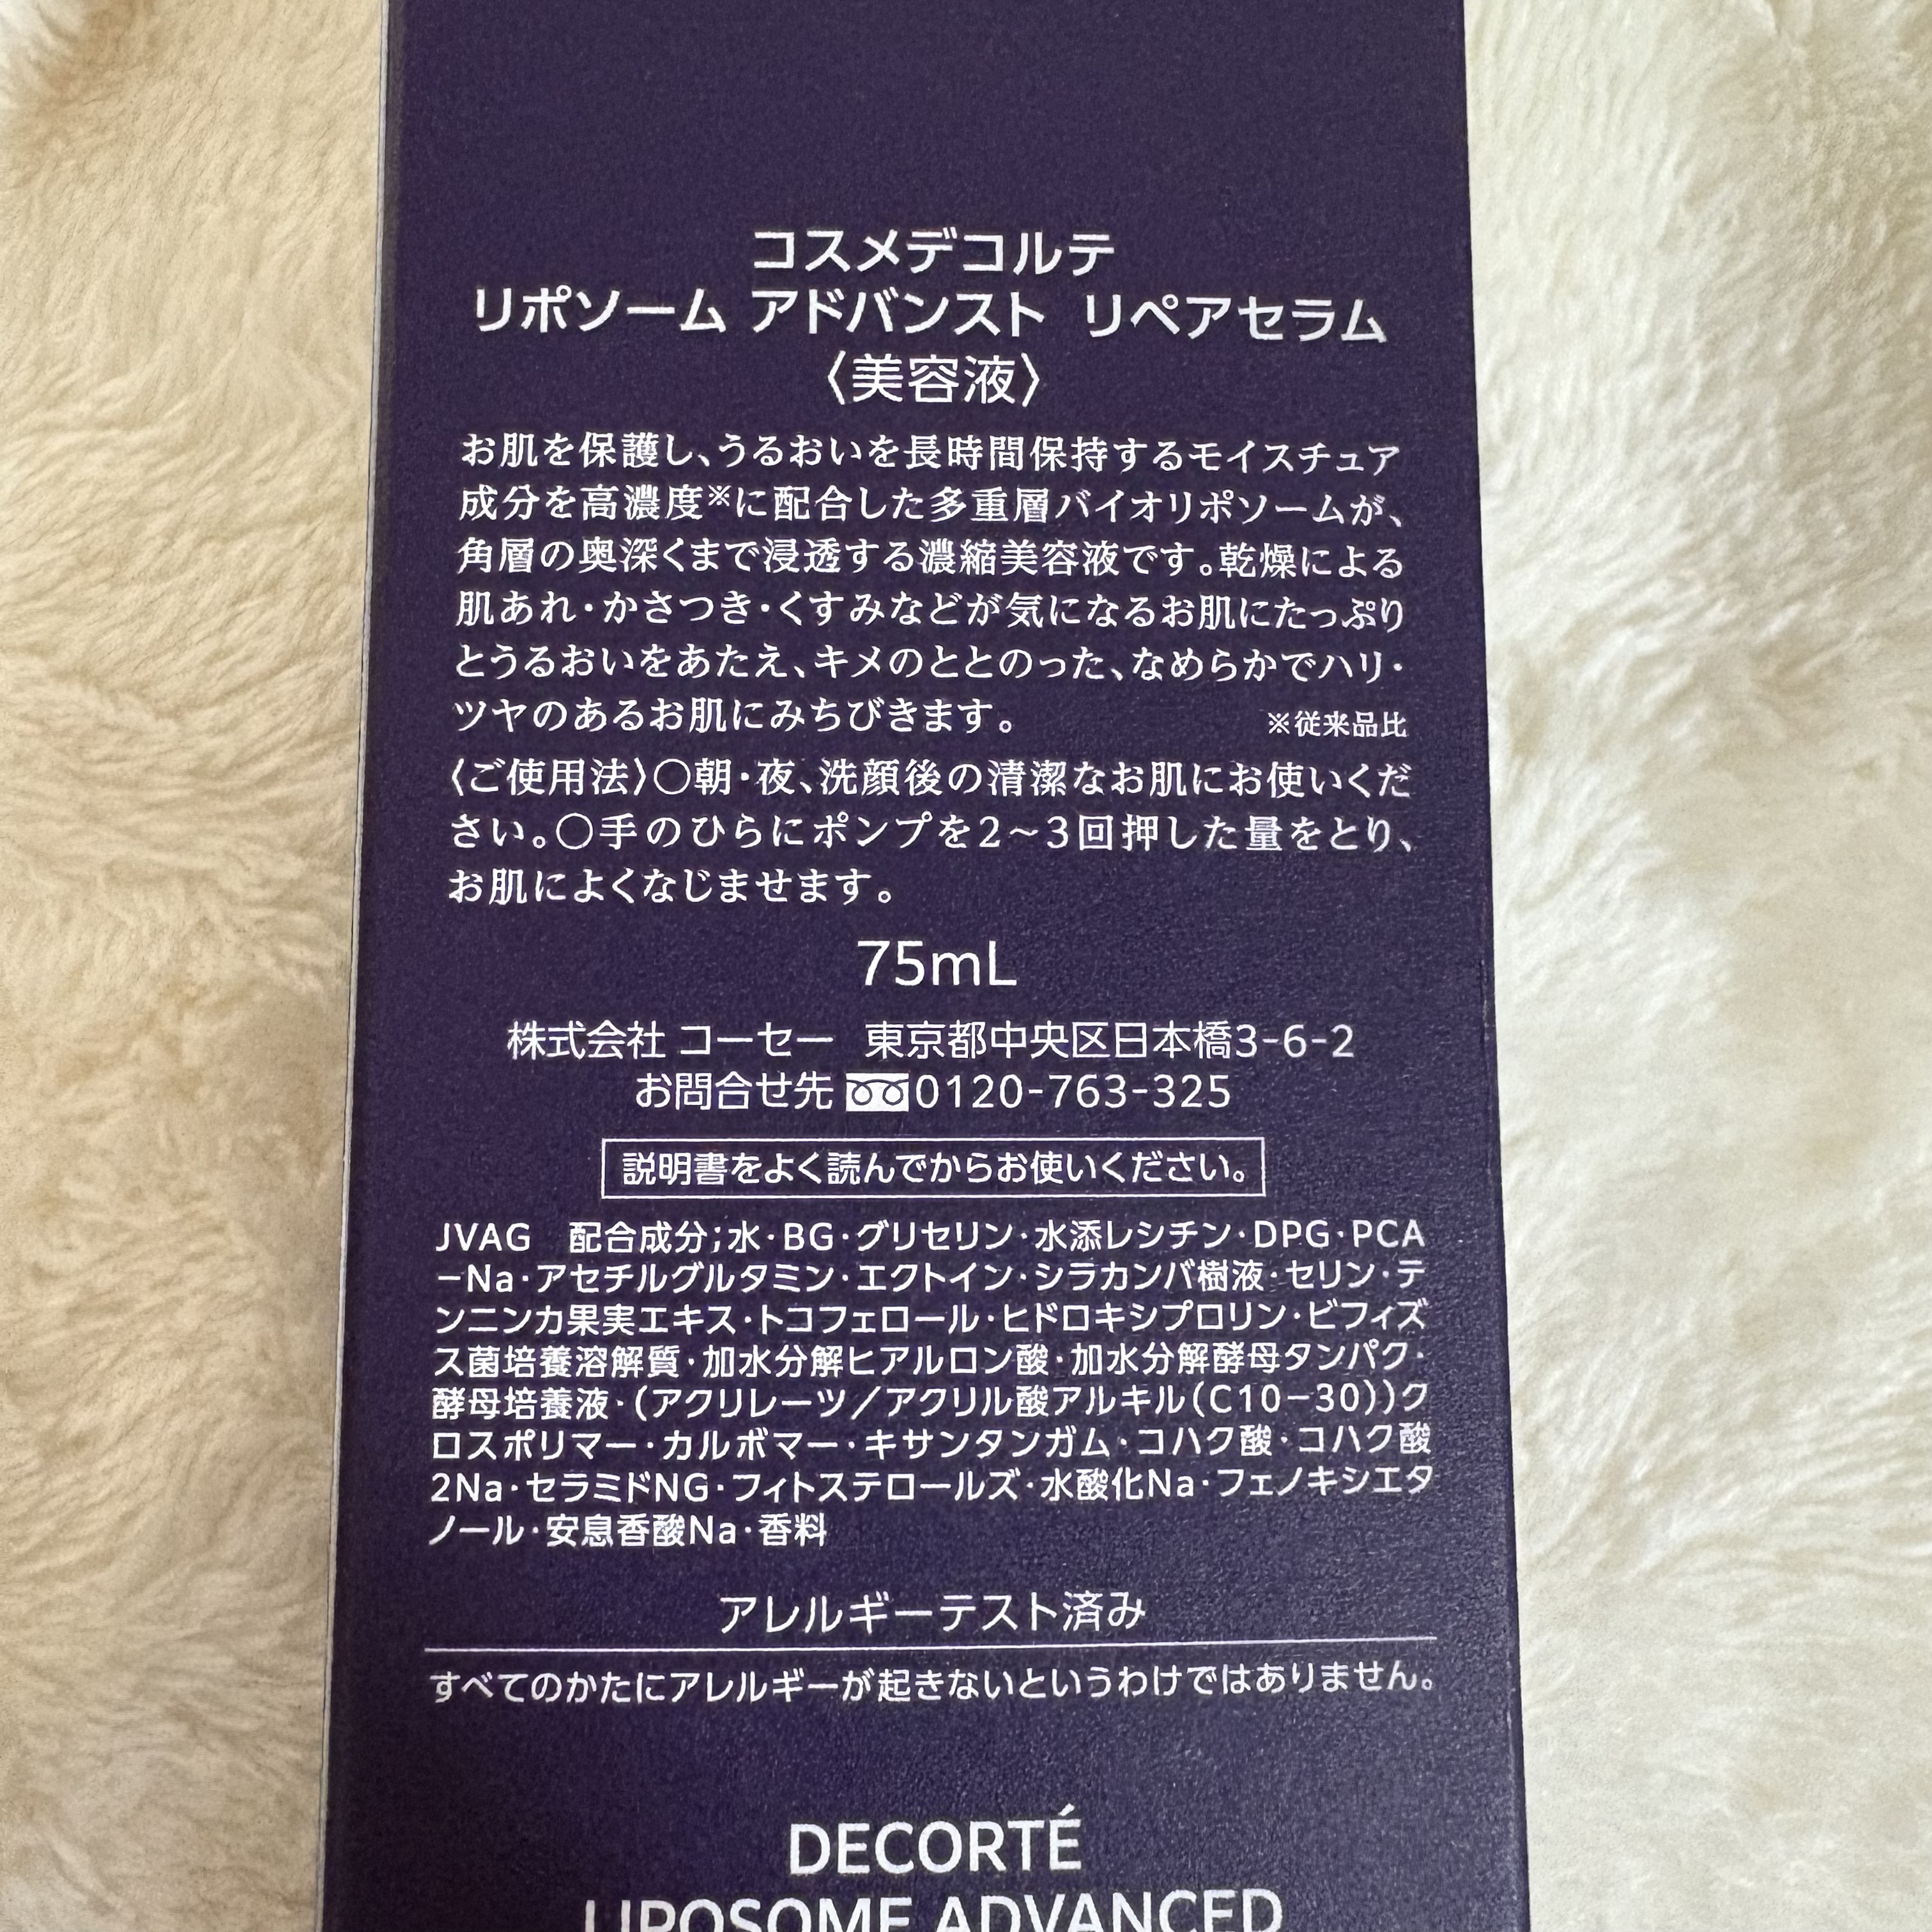 コスメデコルテ
リポソーム アドバンスト リペアセラム
〈美容液〉
お肌を保護し、うるおいを長時間保持するモイスチュア
成分を高濃度※に配合した多重層バイオリポソームが、
角層の奥深くまで浸透する濃縮美容液です。乾燥による
肌あれ・かさつき・くすみなどが気になるお肌にたっぷり
とうるおいをあたえ、キメのととのった、なめらかでハリ・
ツヤのあるお肌にみちびきます。 ※従来品比
〈ご使用法〉○朝・夜、洗顔後の清潔なお肌にお使いくだ
さい。○手のひらにポンプを2～3回押した量をとり、
お肌によくなじませます。
75mL
株式会社 コーセー 東京都中央区日本橋3-6-2
お問合せ先 0120-763-325
説明書をよく読んでからお使いください。
JVAG 配合成分;水・BG・グリセリン・水添レシチン・DPG・PCA
－Na・アセチルグルタミン・エクトイン・シラカンバ樹液・セリン・テ
ンニンカ果実エキス・トコフェロール・ヒドロキシプロリン・ビフィズ
ス菌培養溶解質・加水分解ヒアルロン酸・加水分解酵母タンパク・
酵母培養液・(アクリレーツ／アクリル酸アルキル(C10－30))ク
ロスポリマー・カルボマー・キサンタンガム・コハク酸・コハク酸
2Na・セラミドNG・フィトステロールズ・水酸化Na・フェノキシエタ
ノール・安息香酸Na・香料
アレルギーテスト済み
すべてのかたにアレルギーが起きないというわけではありません。
DECORTÉ
LIPOSOME ADVANCED